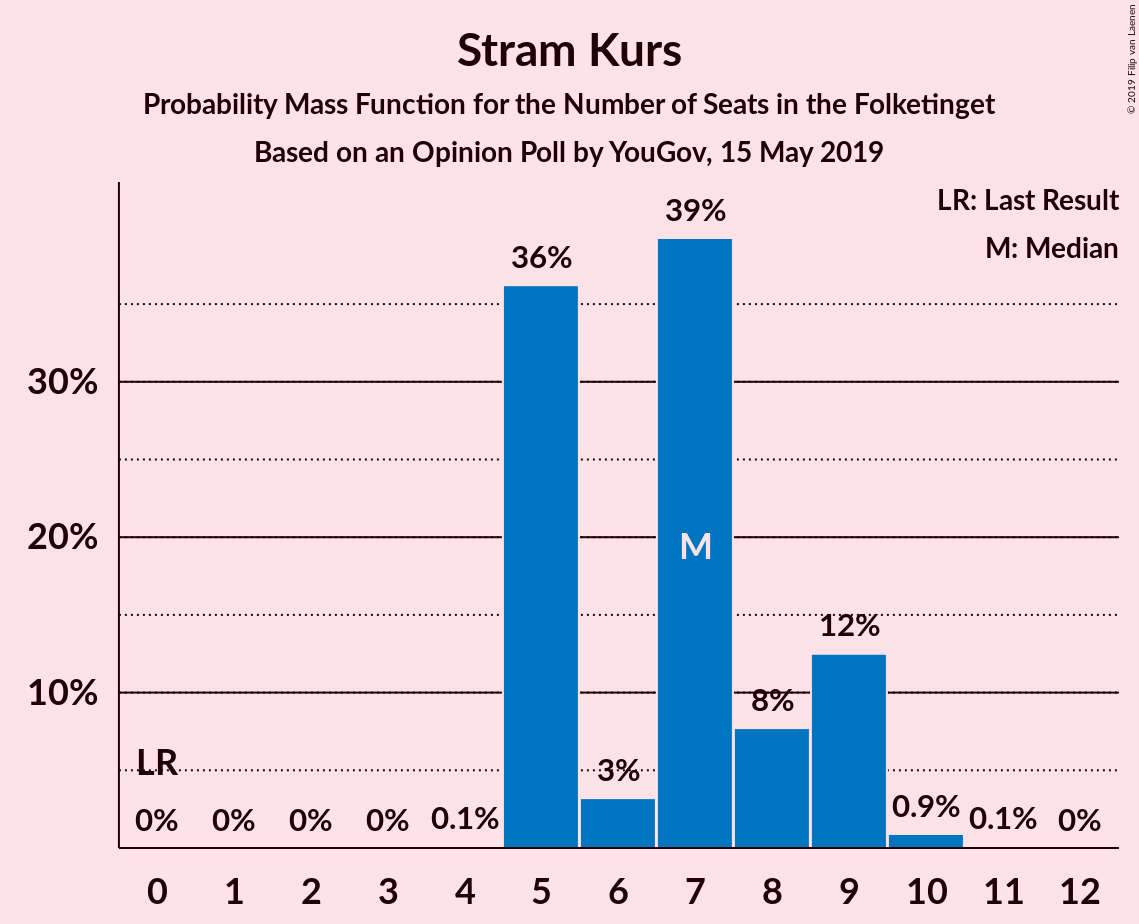 Stram Kurs
Probability Mass Function for the Number of Seats in the Folketinget
Based on an Opinion Poll by YouGov, 15 May 2019
© 2019 Filip van Laenen
LR: Last Result
M: Median
30%
20%
10%
LR
0%
0%
0%
0%
0.1%
36%
3%
39%
M
8%
12%
0.9%
0.1%
0%
0 1 2 3 4 5 6 7 8 9 10 11 12